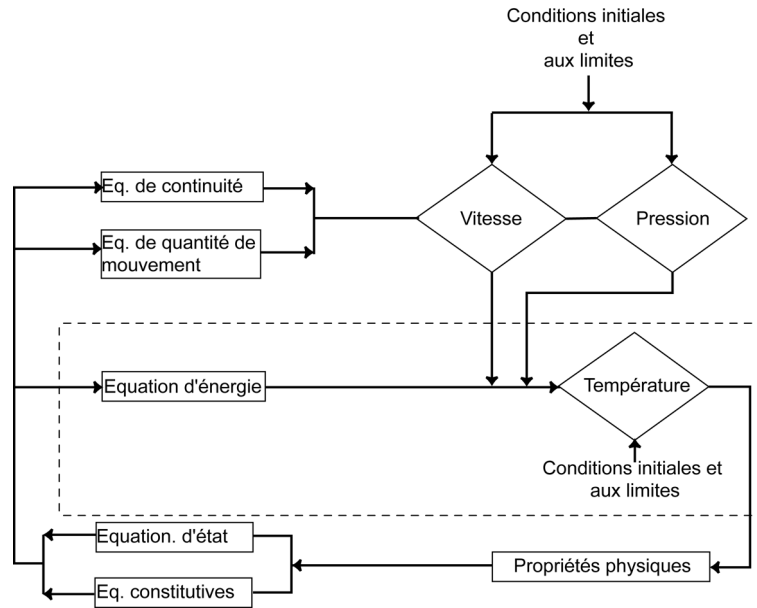 Conditions initiales
et
aux limites
Eq. de continuité
Vitesse
Pression
Eq. de quantité de
mouvement
Equation d'énergie
Température
Conditions initiales et
aux limites
Equation. d'état
Propriétés physiques
Eq. constitutives